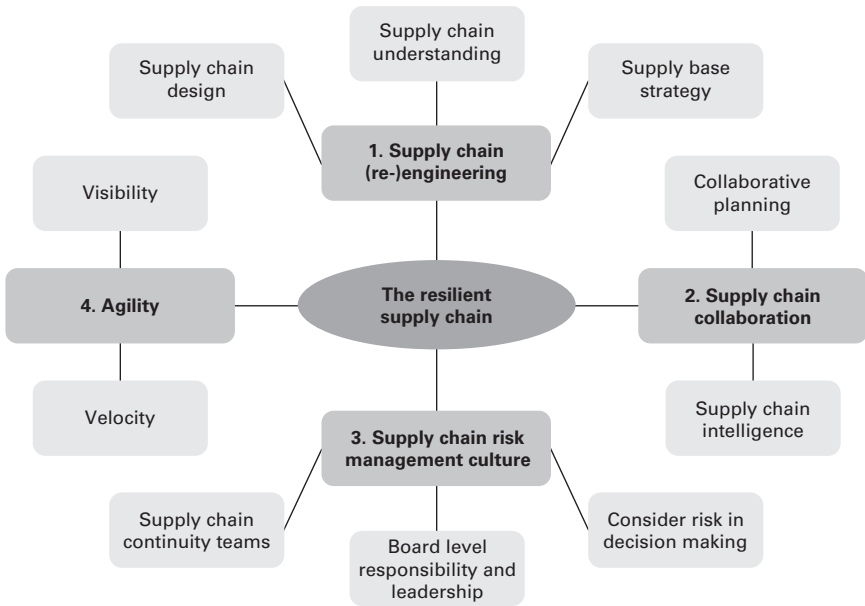 Supply chain
understanding
Supply chain
design
Supply base
strategy
1. Supply chain
(re-)engineering
Visibility
Collaborative
planning
4. Agility
The resilient
supply chain
2. Supply chain
collaboration
Velocity
Supply chain
intelligence
3. Supply chain risk
management culture
Supply chain
continuity teams
Board level
responsibility and
leadership
Consider risk in
decision making